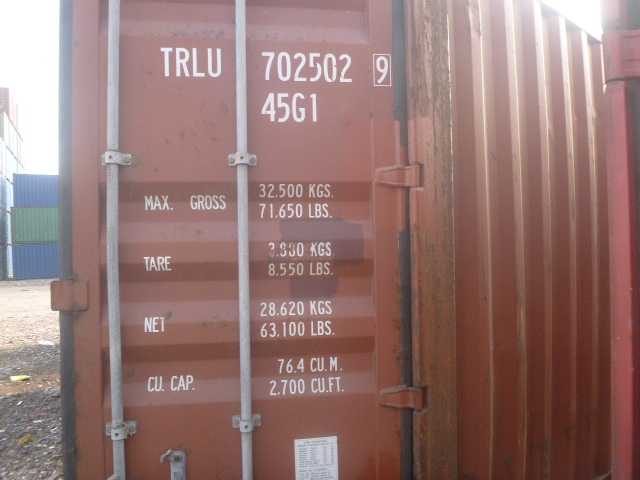 TRLU 702502 9
45G1
MAX. GROSS 32.500 KGS.
71.650 LBS.
TARE 3.880 KGS
8.550 LBS.
NET 28.620 KGS
63.100 LBS.
CU. CAP. 76.4 CU.M.
2.700 CU.FT.